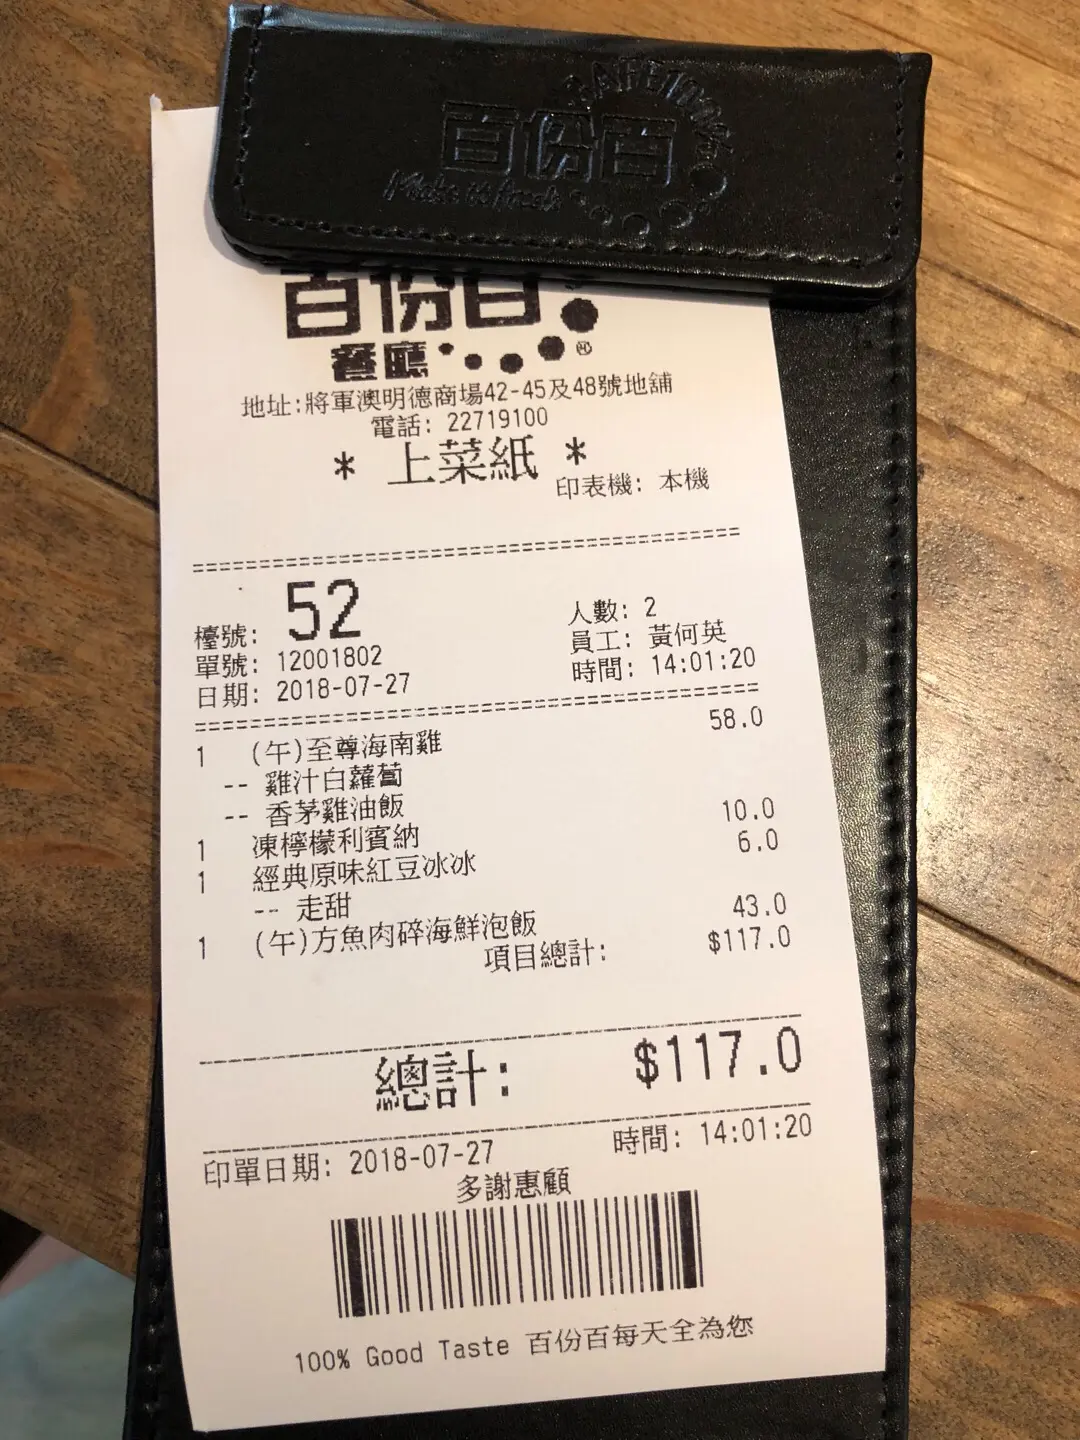 CAFE100%
百份百
Make it fresh
百份百
餐廳
地址:將軍澳明德商場42-45及48號地舖
電話: 22719100
* 上菜紙 *
印表機: 本機
檯號: 52 人數: 2
單號: 12001802 員工: 黃何英
日期: 2018-07-27 時間: 14:01:20
1 (午)至尊海南雞 58.0
-- 雞汁白蘿蔔
-- 香茅雞油飯
1 凍檸檬利賓納 10.0
1 經典原味紅豆冰冰 6.0
-- 走甜
1 (午)方魚肉碎海鮮泡飯 43.0
項目總計: $117.0
總計: $117.0
印單日期: 2018-07-27 時間: 14:01:20
多謝惠顧
100% Good Taste 百份百每天全為您